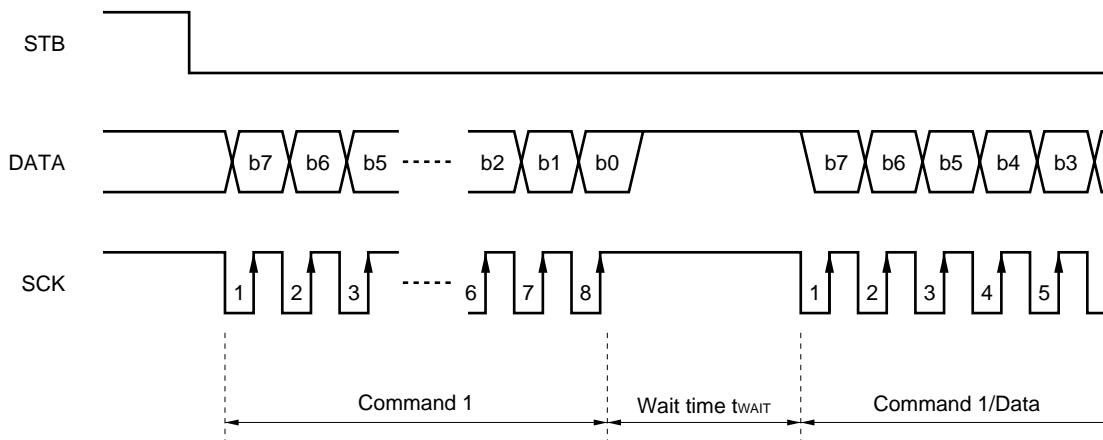 STB
DATA
b7 b6 b5 b2 b1 b0 b7 b6 b5 b4 b3
SCK
1 2 3 6 7 8 1 2 3 4 5
Command 1 Wait time tWAIT Command 1/Data